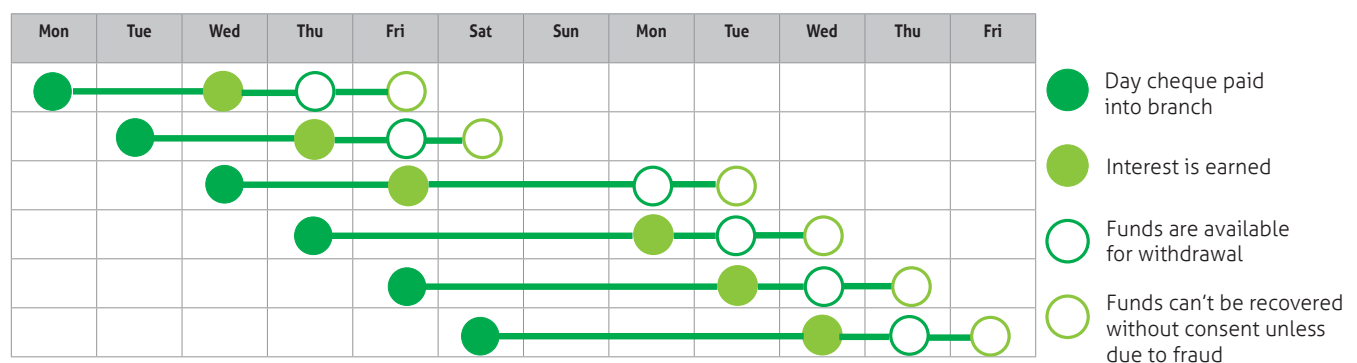 Mon Tue Wed Thu Fri Sat Sun Mon Tue Wed Thu Fri
Day cheque paid
into branch
Interest is earned
Funds are available
for withdrawal
Funds can't be recovered
without consent unless
due to fraud